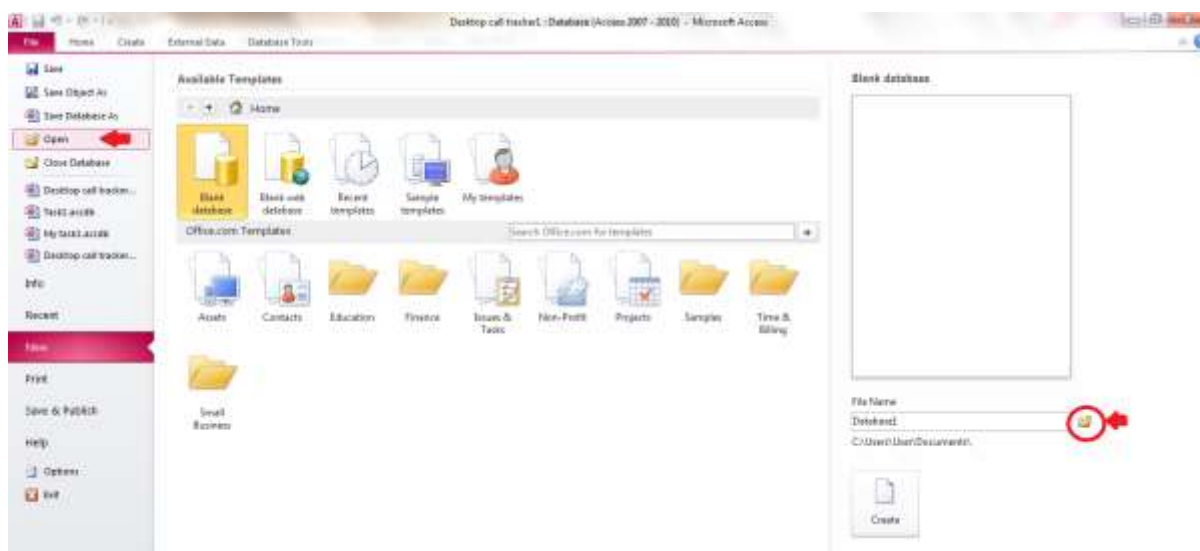 Desktop call tracker1 : Database (Access 2007 - 2010) - Microsoft Access
File Home Create External Data Database Tools
Save
Save Object As
Save Database As
Open
Close Database
Desktop call tracker...
Task1.accdb
My task1.accdb
Desktop call tracker...
Info
Recent
New
Print
Save & Publish
Help
Options
Exit
Available Templates
Home
Blank database
Blank web database
Recent templates
Sample templates
My templates
Office.com Templates
Search Office.com for templates
Assets
Contacts
Education
Finance
Issues & Tasks
Non-Profit
Projects
Samples
Time & Billing
Small Business
Blank database
File Name
Database1
C:\Users\User\Documents\
Create